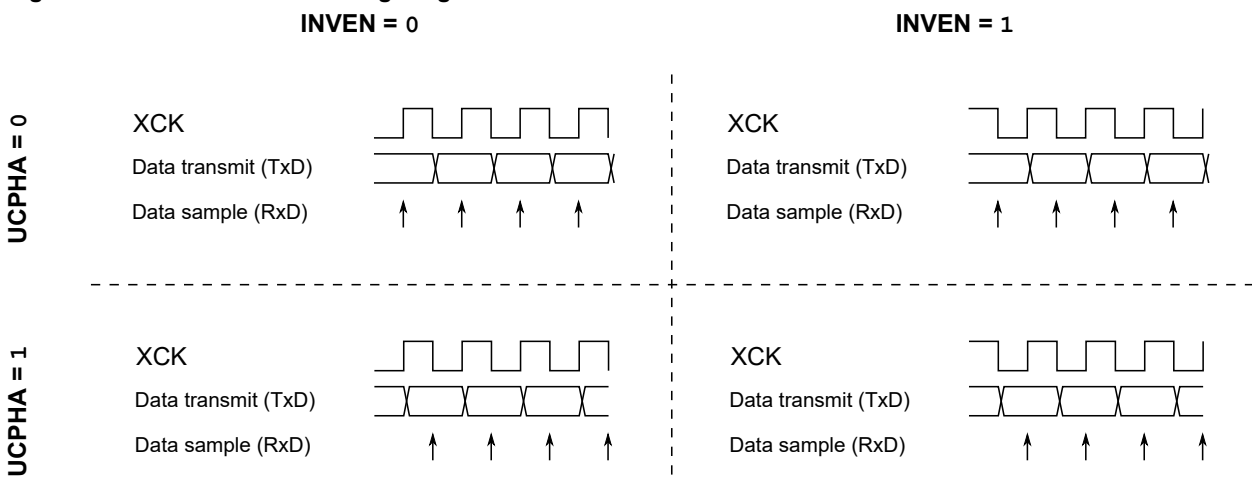 INVEN = 0
INVEN = 1
UCPHA = 0
XCK
Data transmit (TxD)
Data sample (RxD)
XCK
Data transmit (TxD)
Data sample (RxD)
UCPHA = 1
XCK
Data transmit (TxD)
Data sample (RxD)
XCK
Data transmit (TxD)
Data sample (RxD)